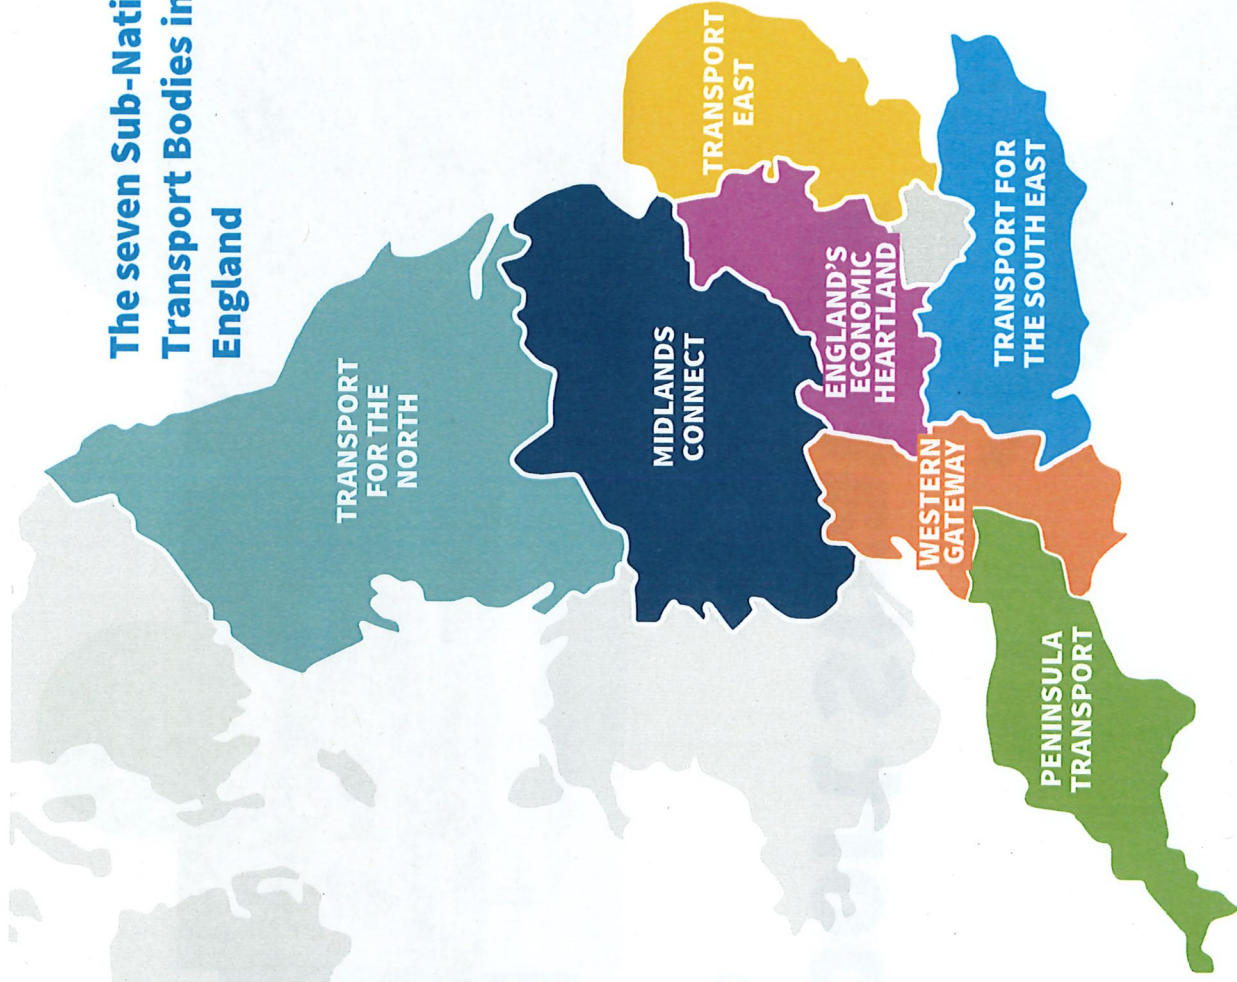 The seven Sub-Nati
Transport Bodies in
England
TRANSPORT
FOR THE
NORTH
MIDLANDS
CONNECT
TRANSPORT
EAST
ENGLAND'S
ECONOMIC
HEARTLAND
WESTERN
GATEWAY
TRANSPORT FOR
THE SOUTH EAST
PENINSULA
TRANSPORT